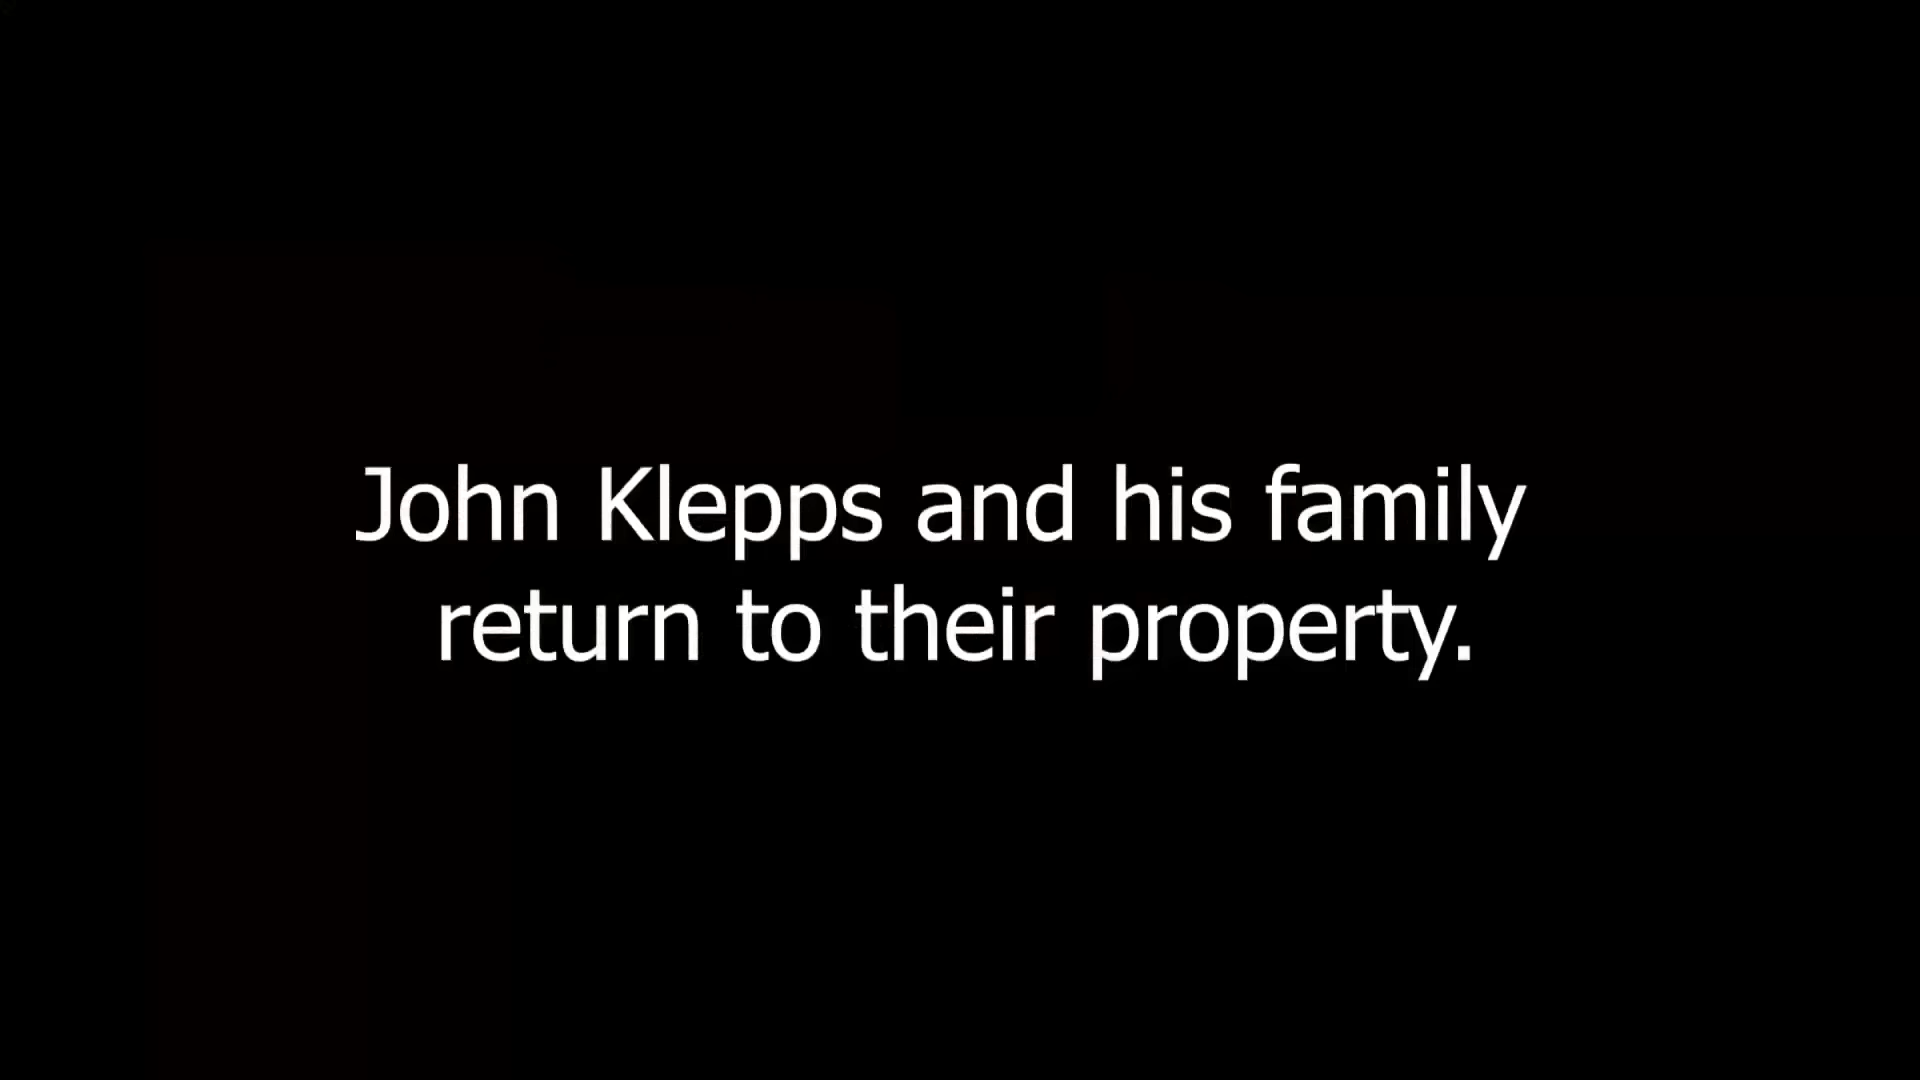 John Klepps and his family
return to their property.